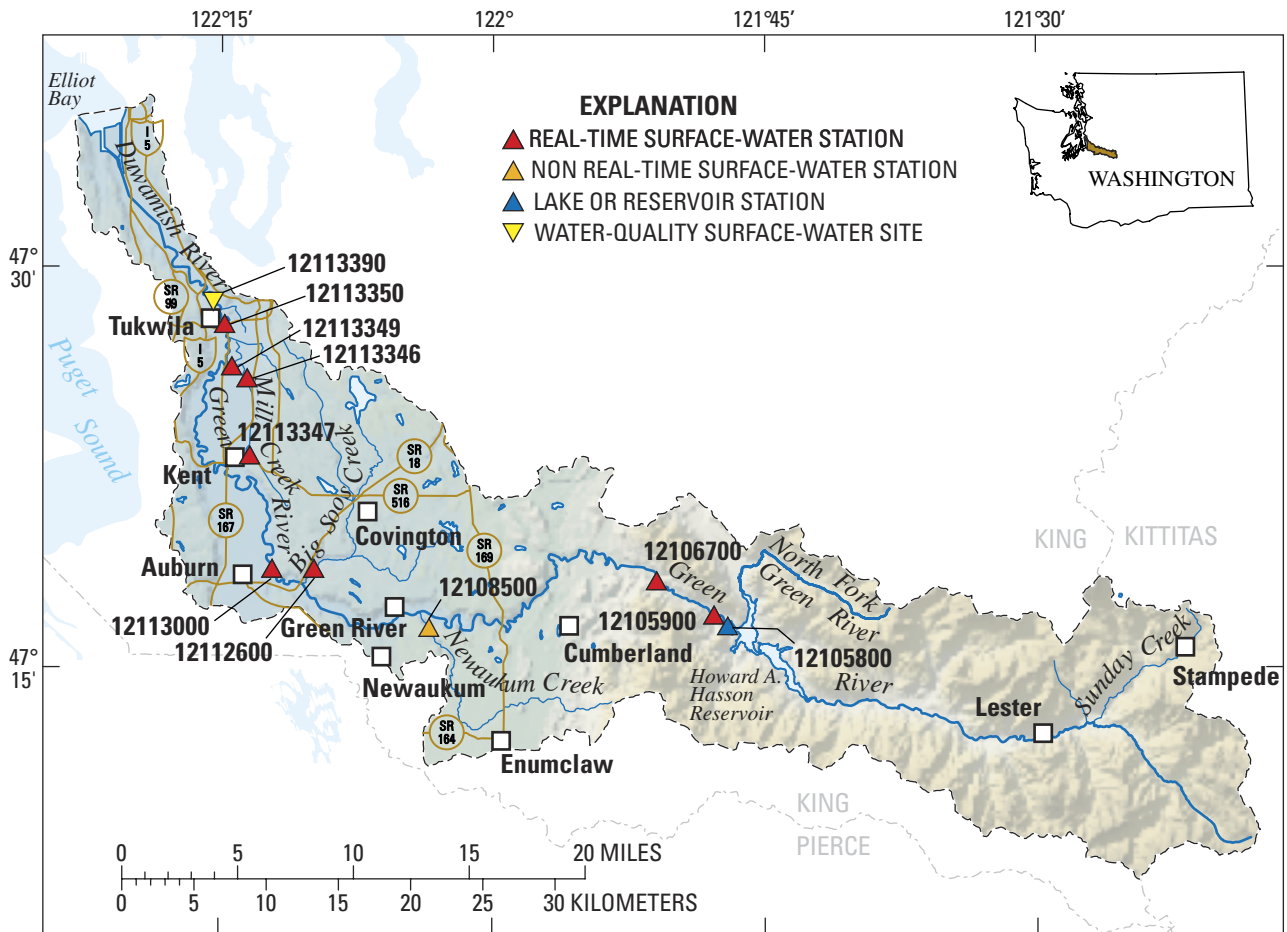 122°15'
122°
121°45'
121°30'
Elliot
Bay
EXPLANATION
REAL-TIME SURFACE-WATER STATION
NON REAL-TIME SURFACE-WATER STATION
LAKE OR RESERVOIR STATION
WATER-QUALITY SURFACE-WATER SITE
WASHINGTON
I
5
Duwamish River
47°
30'
12113390
SR
99
12113350
Tukwila
12113349
12113346
I
5
Puget Sound
Green
Mill Creek
12113347
Kent
SR
18
SR
516
SR
167
River
Big Soos Creek
Covington
SR
169
KING
KITTITAS
Auburn
12106700
North Fork
Green River
Green
12108500
12113000
Green River
12105900
12112600
Cumberland
12105800
47°
15'
Newaukum
Newaukum Creek
Howard A.
Hasson
Reservoir
River
Sunday Creek
Stampede
Lester
SR
164
Enumclaw
KING
PIERCE
0 5 10 15 20 MILES
0 5 10 15 20 25 30 KILOMETERS